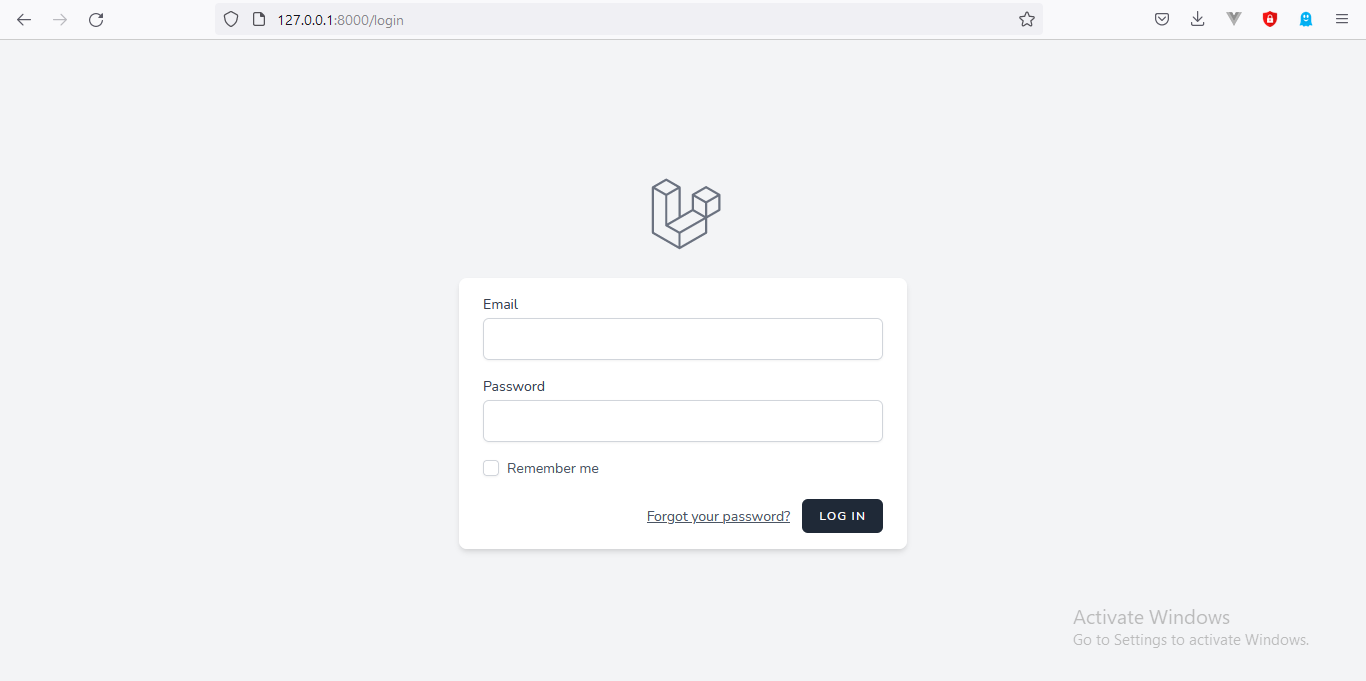 127.0.0.1:8000/login
Email
Password
Remember me
Forgot your password? LOG IN
Activate Windows
Go to Settings to activate Windows.